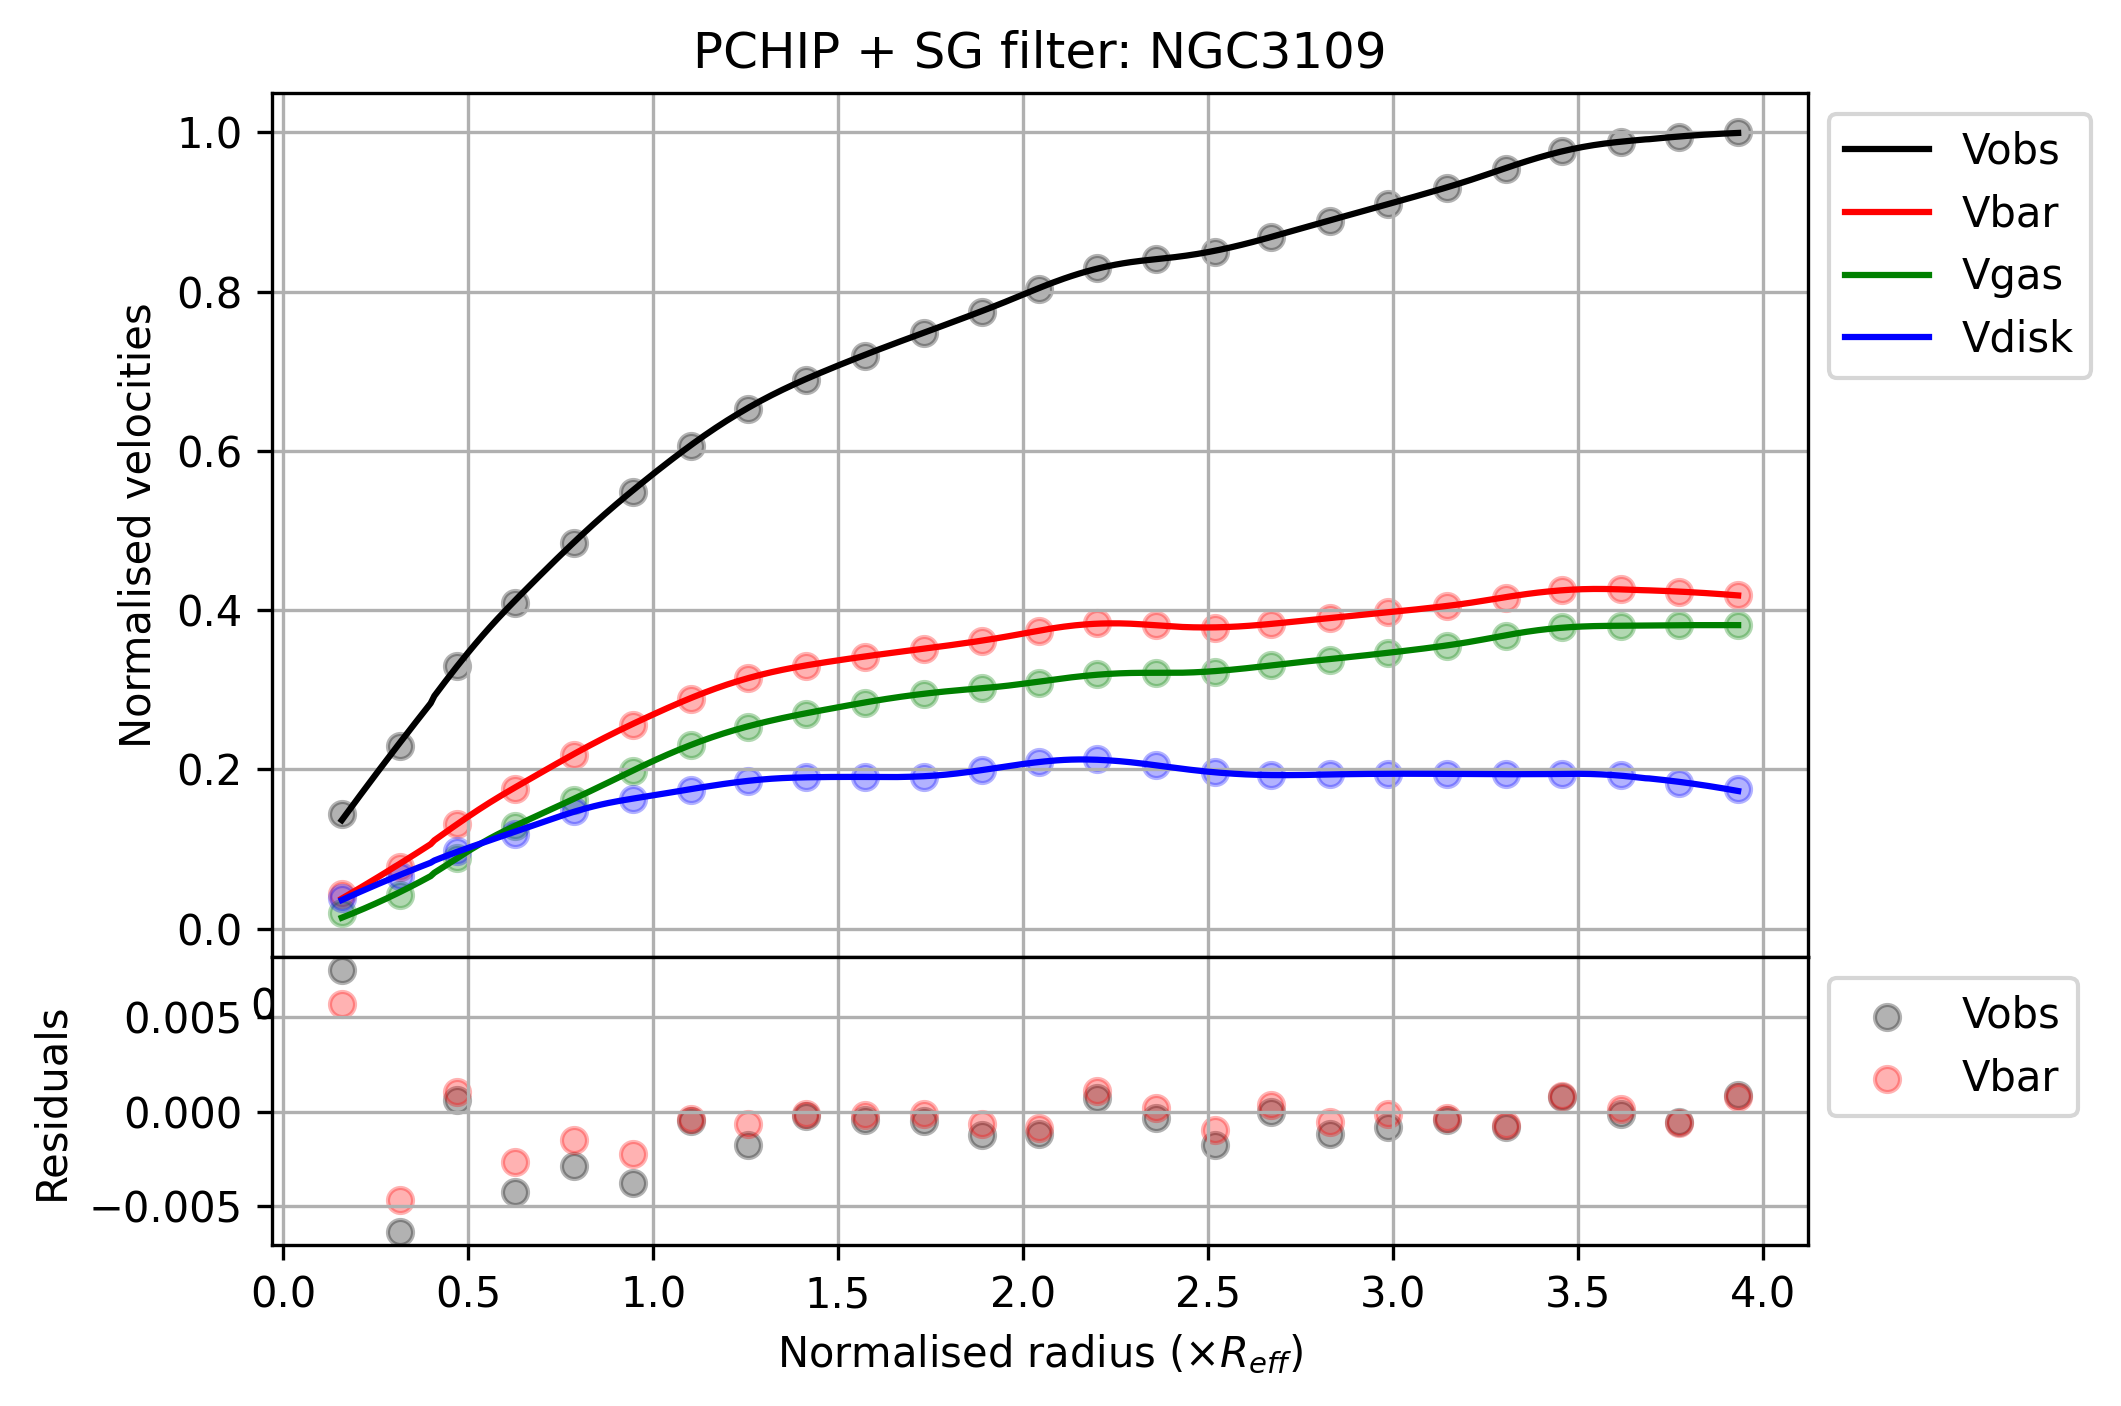 PCHIP + SG filter: NGC3109
Normalised velocities
1.0
0.8
0.6
0.4
0.2
0.0
Vobs
Vbar
Vgas
Vdisk
Residuals
0
0.005
0.000
−0.005
Vobs
Vbar
0.0 0.5 1.0 1.5 2.0 2.5 3.0 3.5 4.0
Normalised radius (×R_eff)